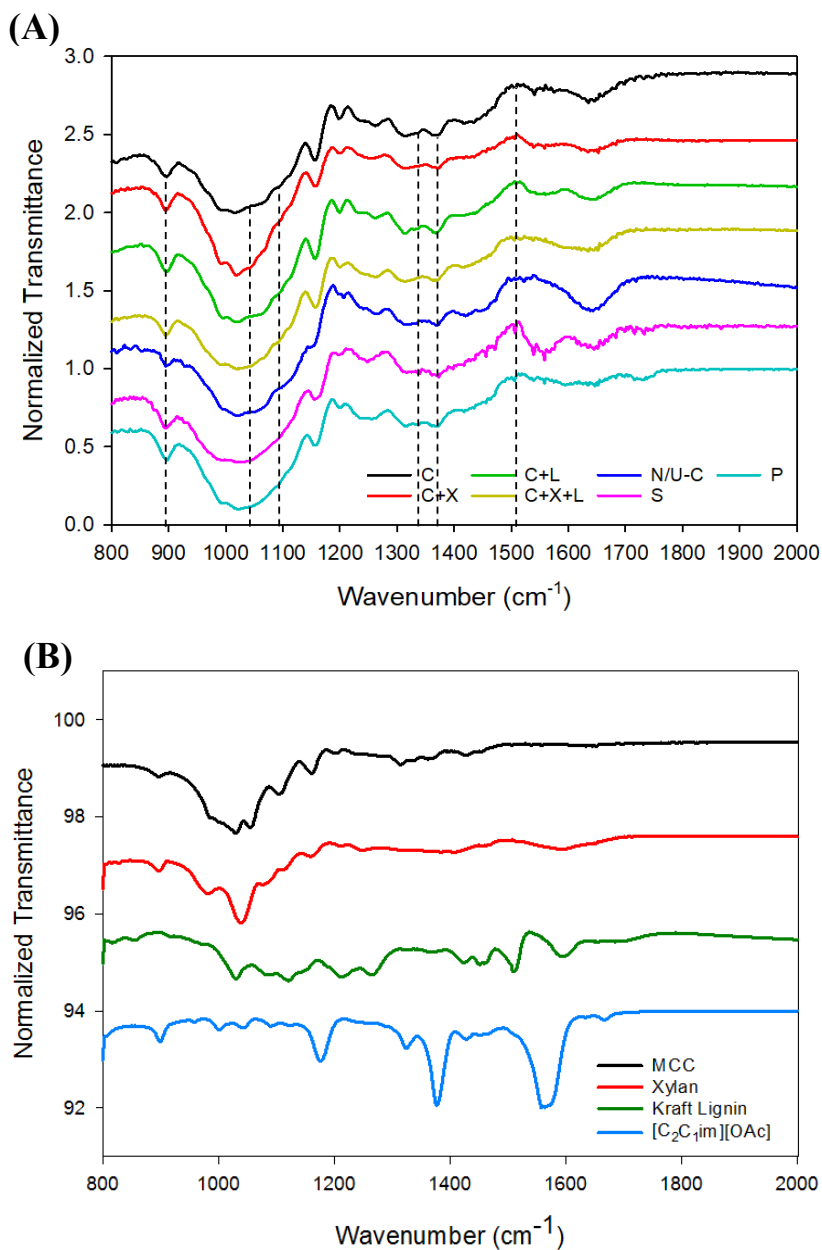 (A)
Normalized Transmittance
3.0
2.5
2.0
1.5
1.0
0.5
0.0
C C+L N/U-C P
C+X C+X+L S
800 900 1000 1100 1200 1300 1400 1500 1600 1700 1800 1900 2000
Wavenumber (cm-1)
(B)
Normalized Transmittance
100
98
96
94
92
MCC
Xylan
Kraft Lignin
[C2C1im][OAc]
800 1000 1200 1400 1600 1800 2000
Wavenumber (cm-1)